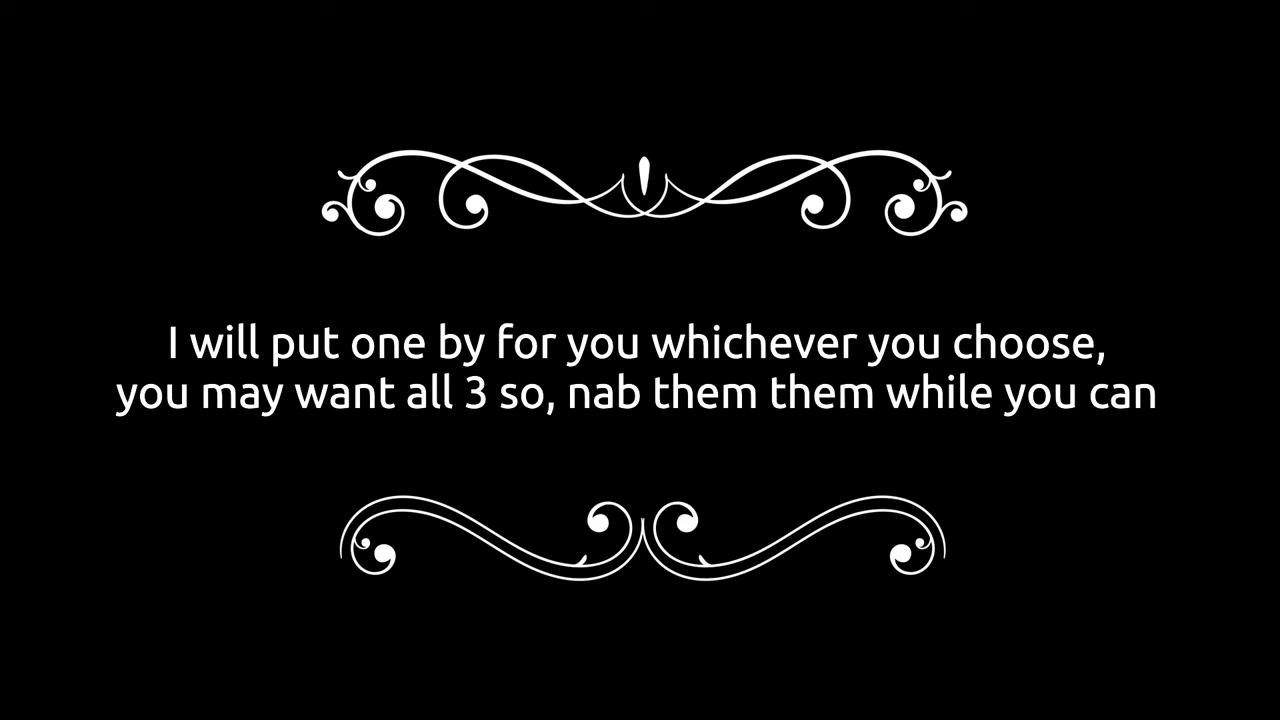 I will put one by for you whichever you choose,
you may want all 3 so, nab them them while you can